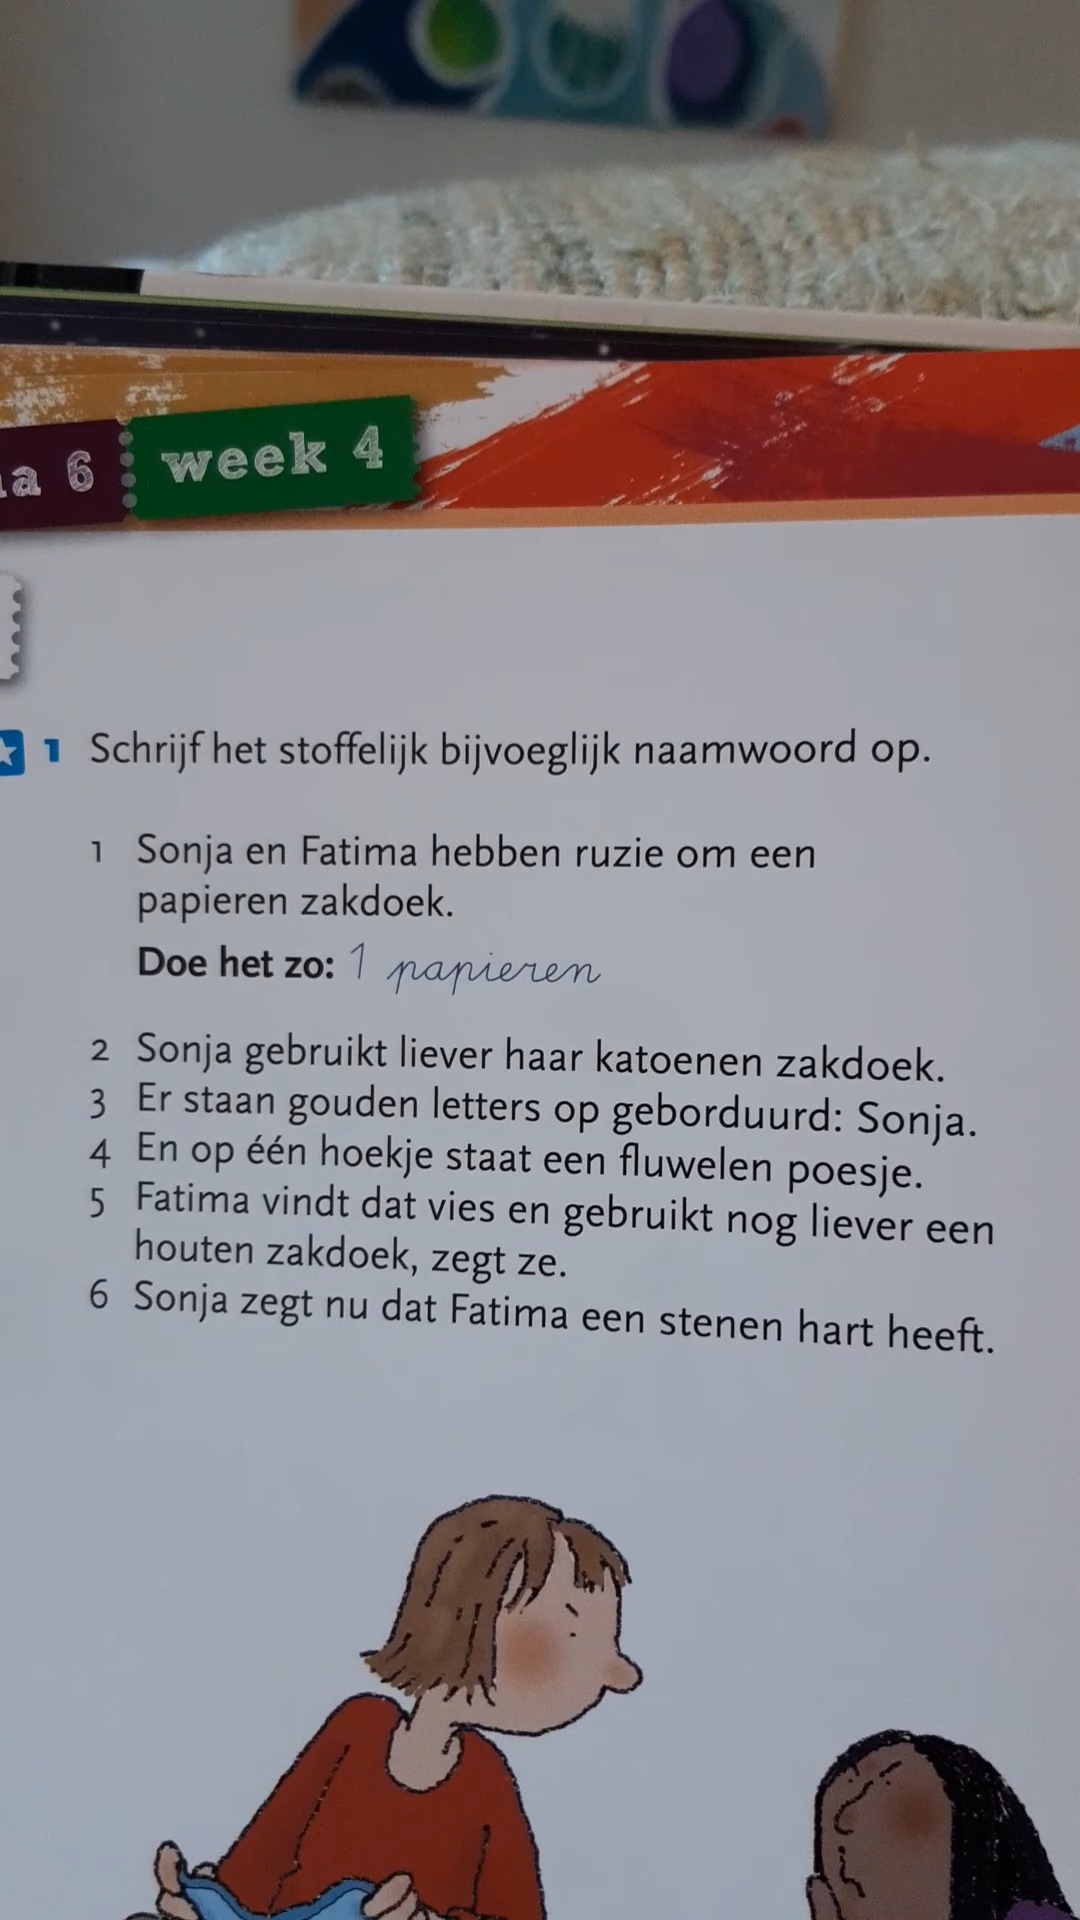 a 6 week 4
1 Schrijf het stoffelijk bijvoeglijk naamwoord op.
1 Sonja en Fatima hebben ruzie om een
papieren zakdoek.
Doe het zo: 1 papieren
2 Sonja gebruikt liever haar katoenen zakdoek.
3 Er staan gouden letters op geborduurd: Sonja.
4 En op één hoekje staat een fluwelen poesje.
5 Fatima vindt dat vies en gebruikt nog liever een
houten zakdoek, zegt ze.
6 Sonja zegt nu dat Fatima een stenen hart heeft.